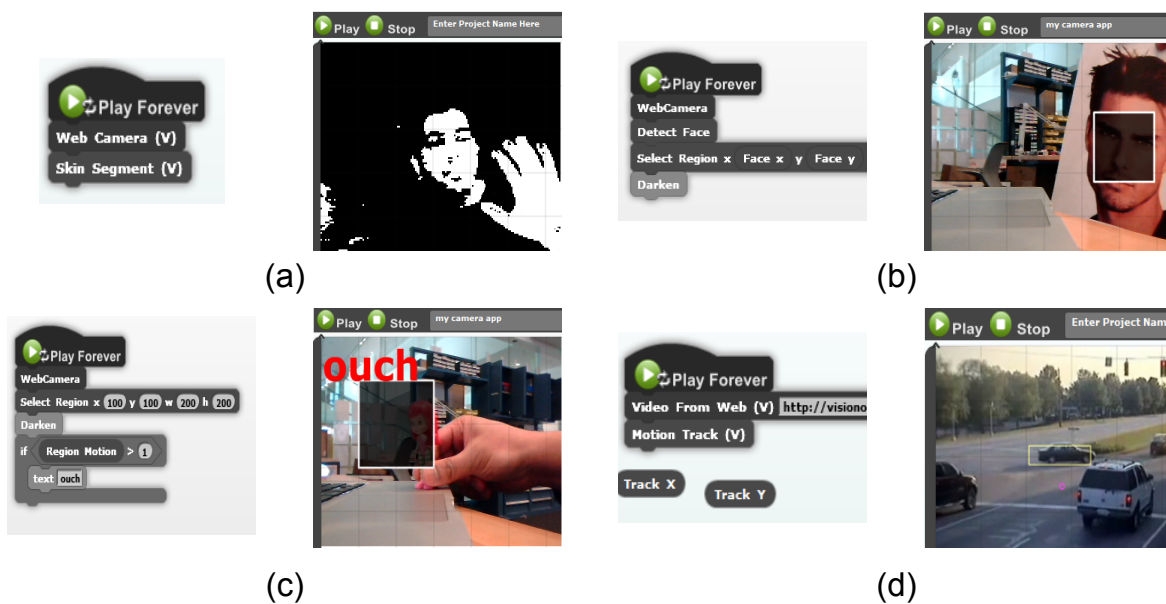 Play Forever
Web Camera (V)
Skin Segment (V)
Play Stop Enter Project Name Here
(a)
Play Forever
WebCamera
Detect Face
Select Region x Face x y Face y
Darken
Play Stop my camera app
(b)
Play Forever
WebCamera
Select Region x 100 y 100 w 200 h 200
Darken
if Region Motion > 1
text ouch
Play Stop my camera app
ouch
(c)
Play Forever
Video From Web (V) http://visiono
Motion Track (V)
Track X
Track Y
Play Stop Enter Project Nam
(d)